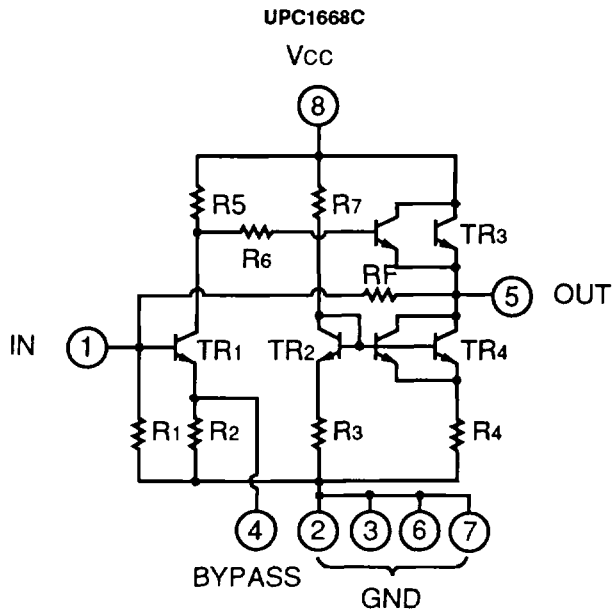 UPC1668C
VCC
8
R5
R7
R6
TR3
RF
5 OUT
IN 1
TR1
TR2
TR4
R1
R2
R3
R4
4 2 3 6 7
BYPASS
GND